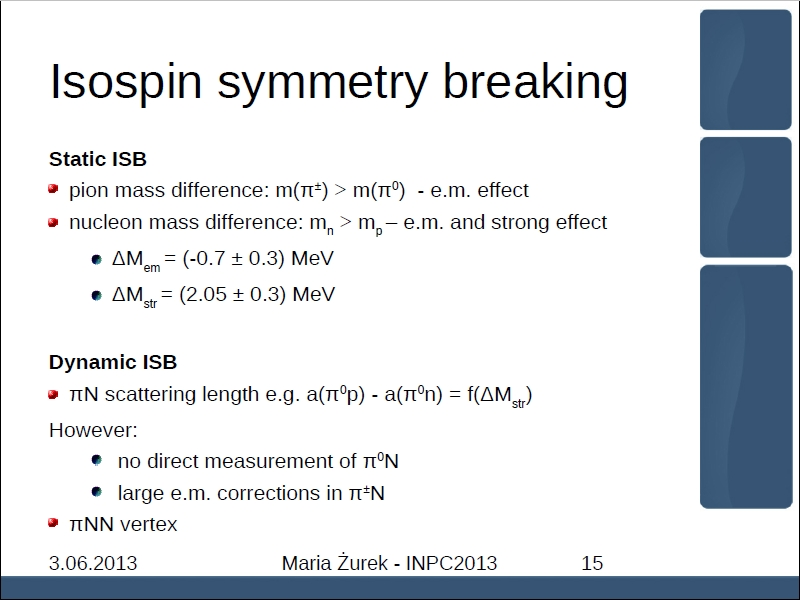 Isospin symmetry breaking
Static ISB
pion mass difference: m(π±) > m(π⁰)  - e.m. effect
nucleon mass difference: mₙ > mₚ – e.m. and strong effect
ΔMem = (-0.7 ± 0.3) MeV
ΔMstr = (2.05 ± 0.3) MeV
Dynamic ISB
πN scattering length e.g. a(π⁰p) - a(π⁰n) = f(ΔMstr)
However:
no direct measurement of π⁰N
large e.m. corrections in π±N
πNN vertex
3.06.2013 Maria Żurek - INPC2013 15